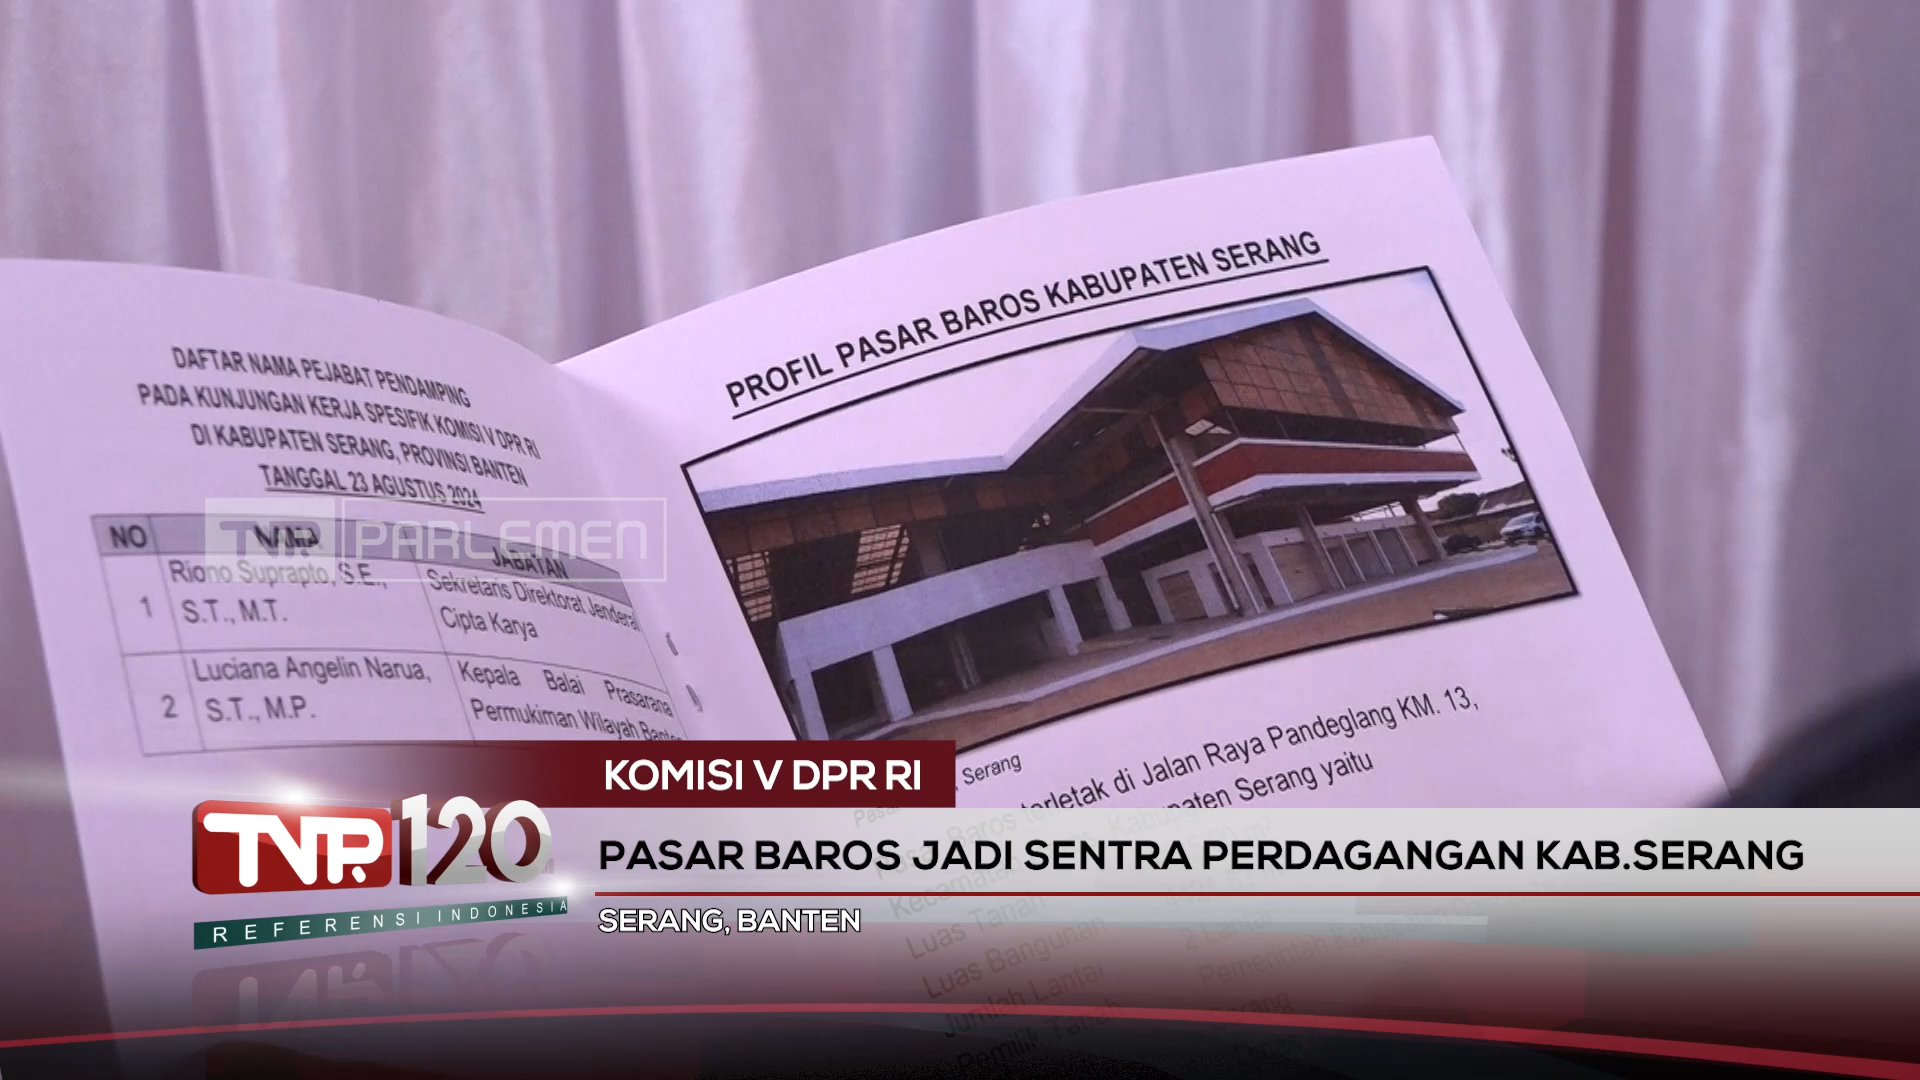 DAFTAR NAMA PEJABAT PENDAMPING
PADA KUNJUNGAN KERJA SPESIFIK KOMISI V DPR RI
DI KABUPATEN SERANG, PROVINSI BANTEN
TANGGAL 23 AGUSTUS 2024
NO NAMA JABATAN
1 Riono Suprapto, S.E., S.T., M.T. Sekretaris Direktorat Jenderal Cipta Karya
2 Luciana Angelin Narua, S.T., M.P. Kepala Balai Prasarana Permukiman Wilayah
TVR PARLEMEN
PROFIL PASAR BAROS KABUPATEN SERANG
Serang
Baros terletak di Jalan Raya Pandeglang KM. 13,
Serang yaitu
Luas Tanah
Luas Bangunan
Jumlah Lantai
Pemilik Tanah
KOMISI V DPR RI
TVR 120
REFERENSI INDONESIA
PASAR BAROS JADI SENTRA PERDAGANGAN KAB.SERANG
SERANG, BANTEN